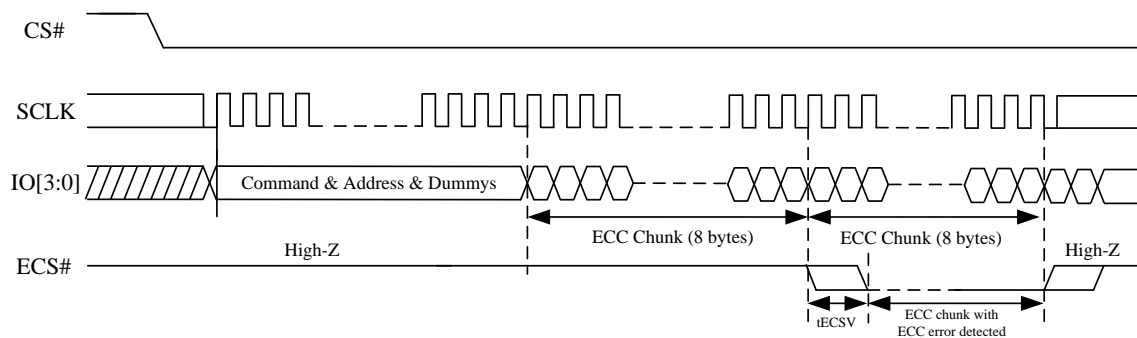 CS#
SCLK
IO[3:0]
Command & Address & Dummys
ECC Chunk (8 bytes)
ECC Chunk (8 bytes)
High-Z
High-Z
ECS#
tECSV
ECC chunk with
ECC error detected